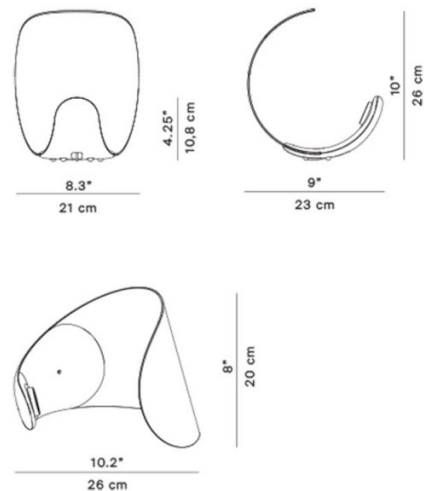 4.25"
10,8 cm
8.3"
21 cm
10"
26 cm
9"
23 cm
8"
20 cm
10.2"
26 cm